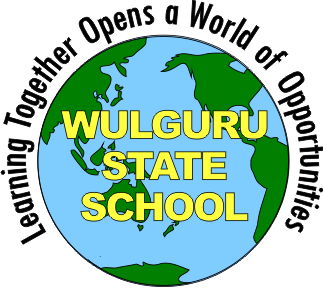 Learning Together Opens a World of Opportunities
WULGURU
STATE
SCHOOL